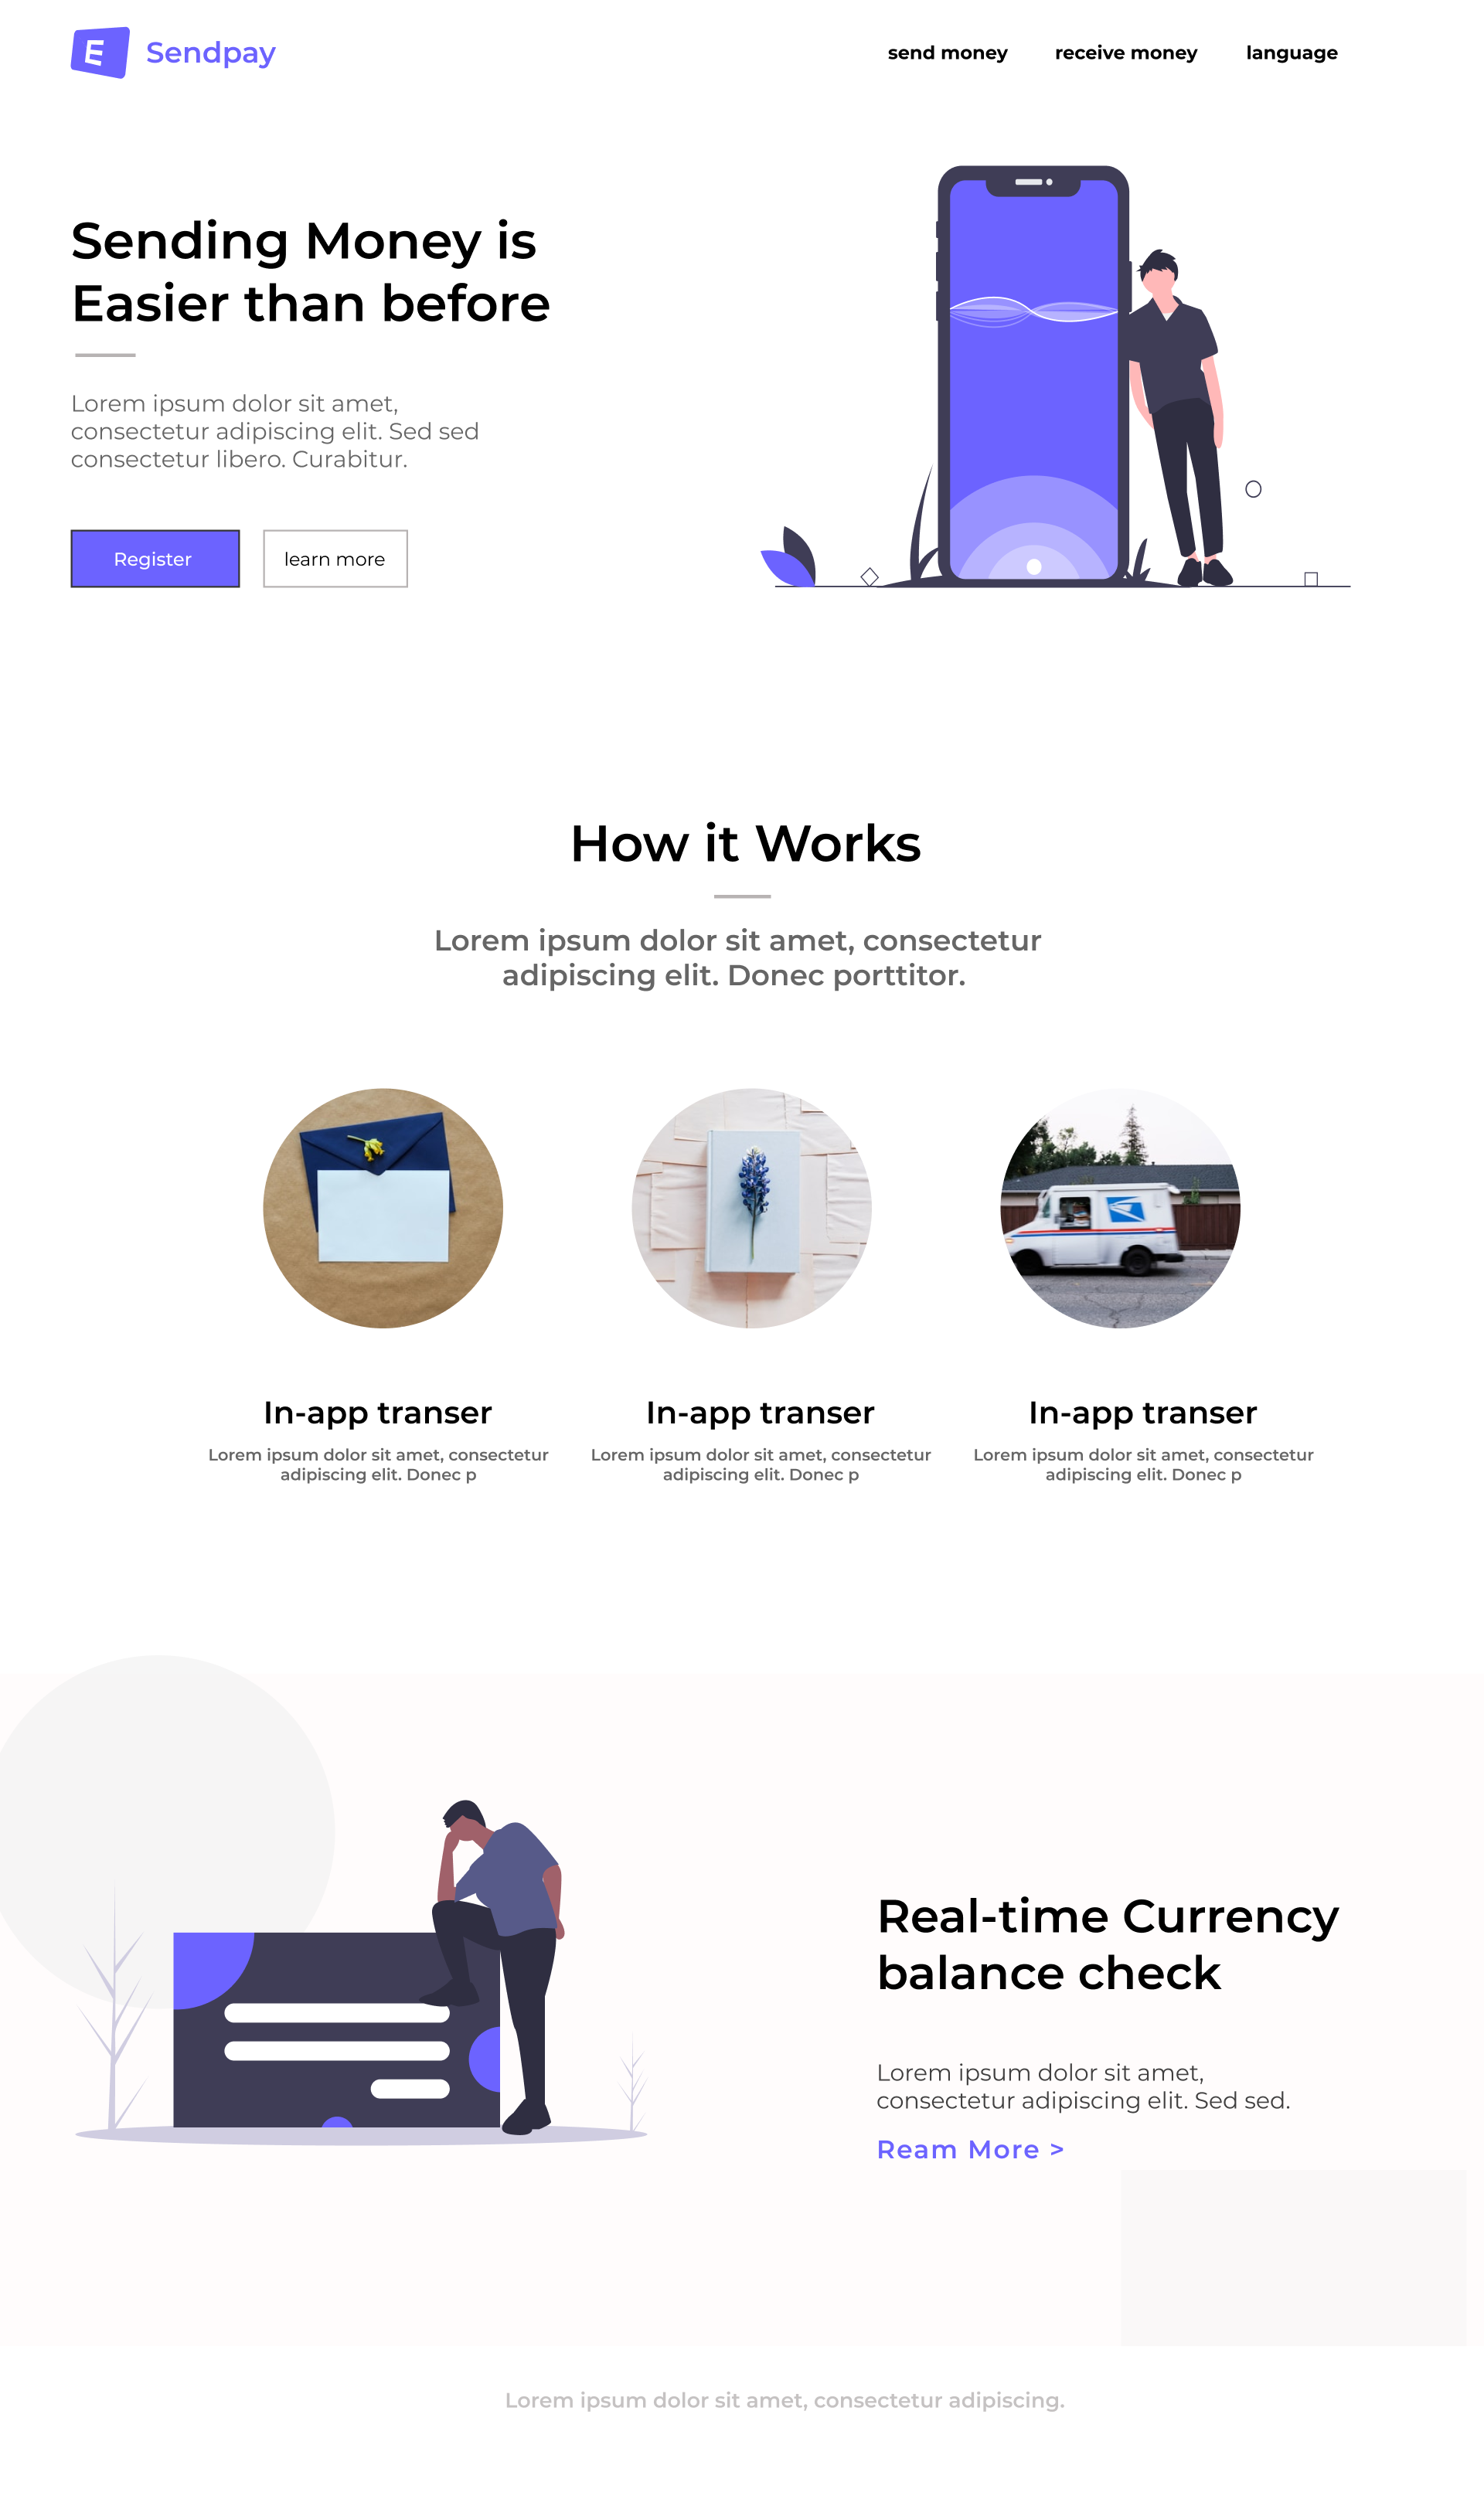 E
Sendpay
send money
receive money
language
Sending Money is
Easier than before
Lorem ipsum dolor sit amet,
consectetur adipiscing elit. Sed sed
consectetur libero. Curabitur.
Register
learn more
How it Works
Lorem ipsum dolor sit amet, consectetur
adipiscing elit. Donec porttitor.
In-app transer
Lorem ipsum dolor sit amet, consectetur
adipiscing elit. Donec p
In-app transer
Lorem ipsum dolor sit amet, consectetur
adipiscing elit. Donec p
In-app transer
Lorem ipsum dolor sit amet, consectetur
adipiscing elit. Donec p
Real-time Currency
balance check
Lorem ipsum dolor sit amet,
consectetur adipiscing elit. Sed sed.
Ream More >
Lorem ipsum dolor sit amet, consectetur adipiscing.